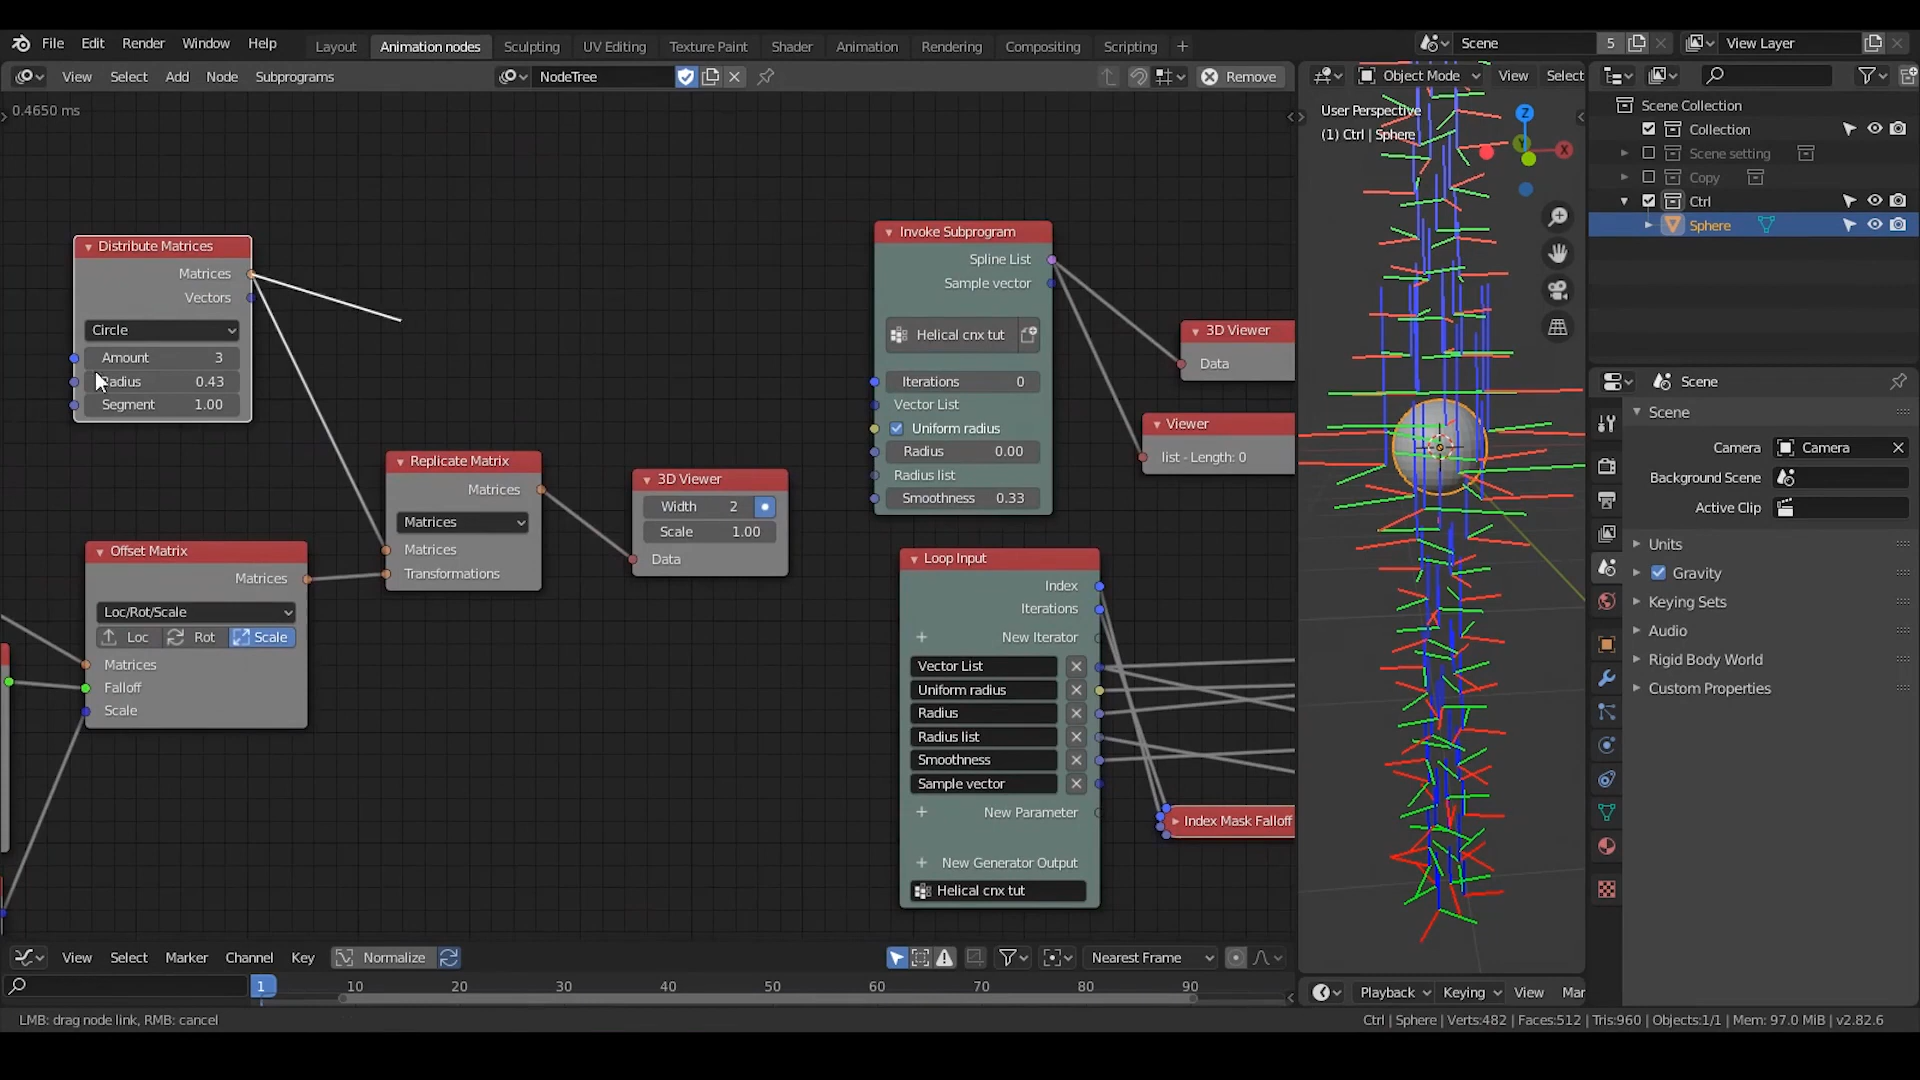 File Edit Render Window Help Layout Animation nodes Sculpting UV Editing Texture Paint Shader Animation Rendering Compositing Scripting + Scene 5 View Layer
View Select Add Node Subprograms NodeTree Remove Object Mode View Select
0.4650 ms
User Perspective
(1) Ctrl | Sphere
Z
X
Y
Scene Collection
Collection
Scene setting
Copy
Ctrl
Sphere
Distribute Matrices
Matrices
Vectors
Circle
Amount 3
Radius 0.43
Segment 1.00
Offset Matrix
Matrices
Loc/Rot/Scale
Loc Rot Scale
Matrices
Falloff
Scale
Replicate Matrix
Matrices
Matrices
Matrices
Transformations
3D Viewer
Width 2
Scale 1.00
Data
Invoke Subprogram
Spline List
Sample vector
Helical cnx tut
Iterations 0
Vector List
Uniform radius
Radius 0.00
Radius list
Smoothness 0.33
3D Viewer
Data
Viewer
list - Length: 0
Loop Input
Index
Iterations
New Iterator
Vector List
Uniform radius
Radius
Radius list
Smoothness
Sample vector
New Parameter
New Generator Output
Helical cnx tut
Index Mask Falloff
Scene
Scene
Camera Camera
Background Scene
Active Clip
Units
Gravity
Keying Sets
Audio
Rigid Body World
Custom Properties
View Select Marker Channel Key Normalize Nearest Frame
1 10 20 30 40 50 60 70 80 90
Playback Keying View Mar
LMB: drag node link, RMB: cancel
Ctrl | Sphere | Verts:482 | Faces:512 | Tris:960 | Objects:1/1 | Mem: 97.0 MiB | v2.82.6